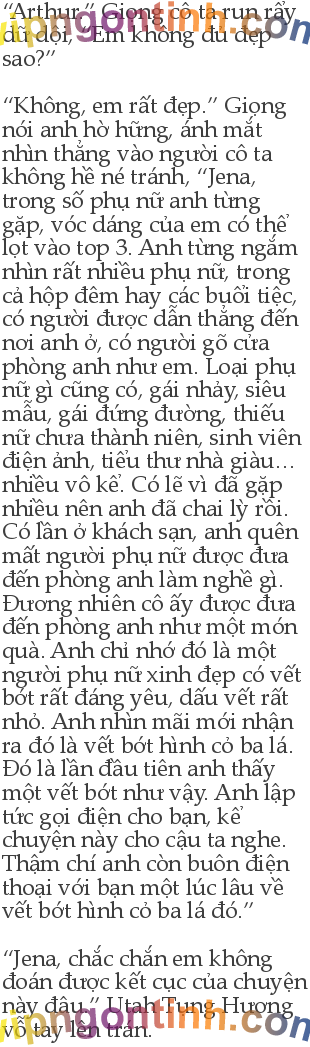 “Arthur.” Giọng cô ta run rẩy
dữ dội, “Em không đủ đẹp
sao?”
“Không, em rất đẹp.” Giọng
nói anh hờ hững, ánh mắt
nhìn thẳng vào người cô ta
không hề né tránh, “Jena,
trong số phụ nữ anh từng
gặp, vóc dáng của em có thể
lọt vào top 3. Anh từng ngắm
nhìn rất nhiều phụ nữ, trong
cả hộp đêm hay các buổi tiệc,
có người được dẫn thẳng đến
nơi anh ở, có người gõ cửa
phòng anh như em. Loại phụ
nữ gì cũng có, gái nhảy, siêu
mẫu, gái đứng đường, thiếu
nữ chưa thành niên, sinh viên
điện ảnh, tiểu thư nhà giàu...
nhiều vô kể. Có lẽ vì đã gặp
nhiều nên anh đã chai lỳ rồi.
Có lần ở khách sạn, anh quên
mất người phụ nữ được đưa
đến phòng anh làm nghề gì.
Đương nhiên cô ấy được đưa
đến phòng anh như một món
quà. Anh chỉ nhớ đó là một
người phụ nữ xinh đẹp có vết
bớt rất đáng yêu, dấu vết rất
nhỏ. Anh nhìn mãi mới nhận
ra đó là vết bớt hình cỏ ba lá.
Đó là lần đầu tiên anh thấy
một vết bớt như vậy. Anh lập
tức gọi điện cho bạn, kể
chuyện này cho cậu ta nghe.
Thậm chí anh còn buôn điện
thoại với bạn một lúc lâu về
vết bớt hình cỏ ba lá đó.”
“Jena, chắc chắn em không
đoán được kết cục của chuyện
này đâu.” Utah Tụng Hương
vỗ tay lên trán.
vipngontinh.com
vipngontinh.com